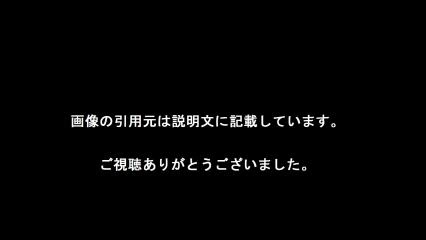 画像の引用元は説明文に記載しています。
ご視聴ありがとうございました。